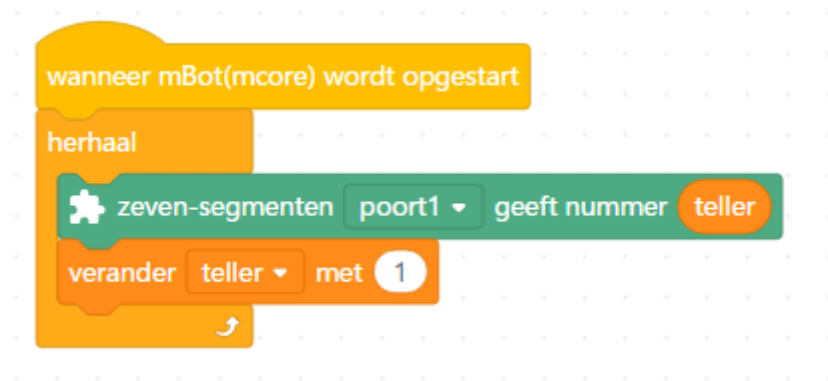 wanneer mBot(mcore) wordt opgestart
herhaal
zeven-segmenten poort1 geeft nummer teller
verander teller met 1